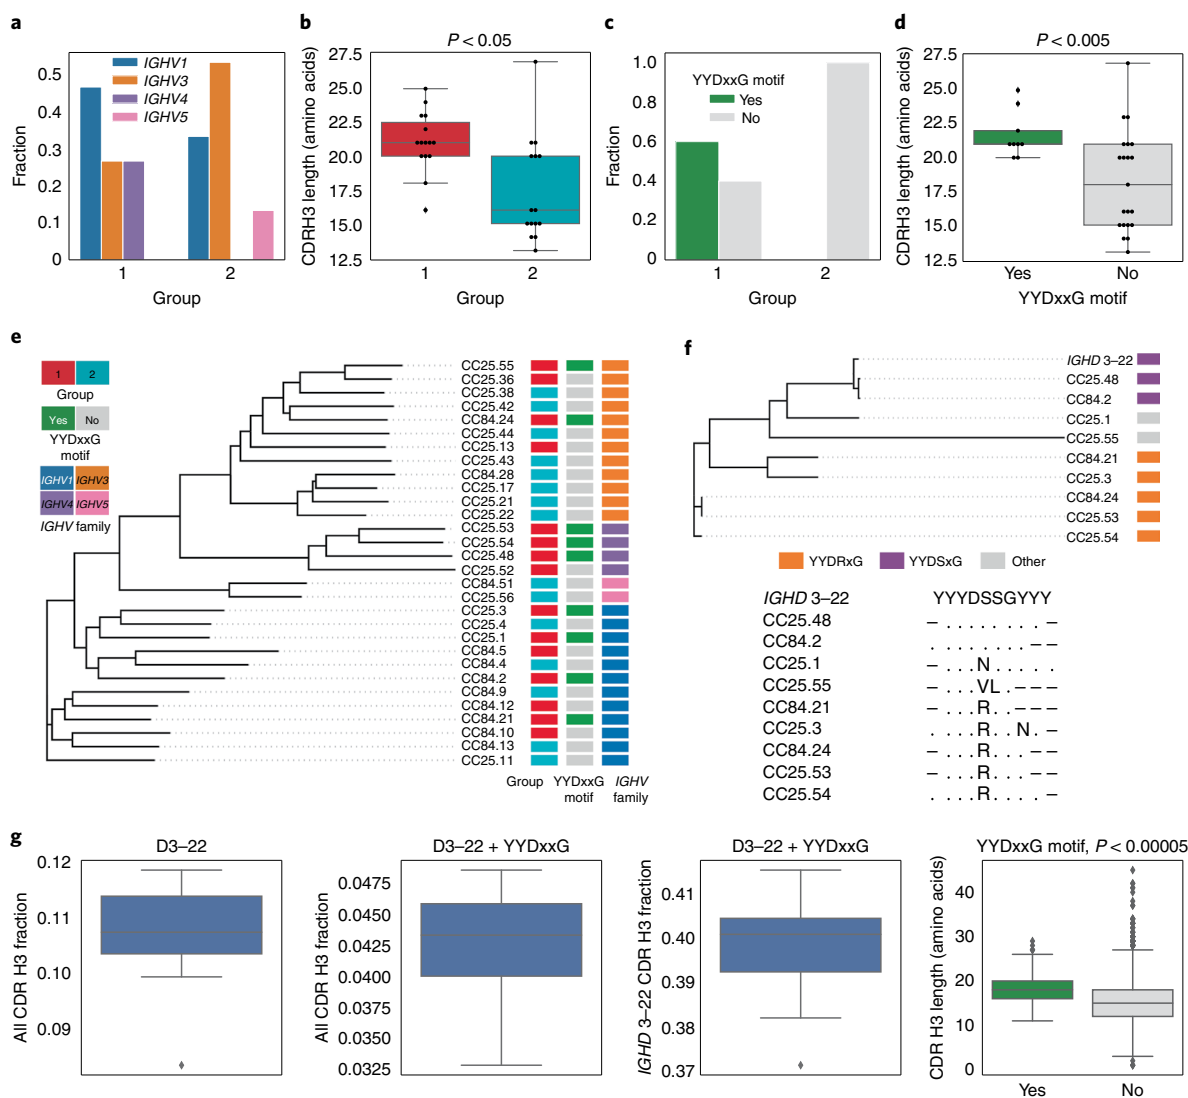 a
0.5
0.4
0.3
0.2
0.1
0
Fraction
IGHV1
IGHV3
IGHV4
IGHV5
1 2
Group
b
P < 0.05
27.5
25.0
22.5
20.0
17.5
15.0
12.5
CDRH3 length (amino acids)
1 2
Group
c
1.0
0.8
0.6
0.4
0.2
0
Fraction
YYDxxG motif
Yes
No
1 2
Group
d
P < 0.005
27.5
25.0
22.5
20.0
17.5
15.0
12.5
CDRH3 length (amino acids)
Yes No
YYDxxG motif
e
1 2
Group
Yes No
YYDxxG
motif
IGHV1 IGHV3
IGHV4 IGHV5
IGHV family
CC25.55
CC25.36
CC25.38
CC25.42
CC84.24
CC25.44
CC25.13
CC25.43
CC84.28
CC25.17
CC25.21
CC25.22
CC25.53
CC25.54
CC25.48
CC25.52
CC84.51
CC25.56
CC25.3
CC25.4
CC25.1
CC84.5
CC84.4
CC84.2
CC84.9
CC84.12
CC84.21
CC84.10
CC84.13
CC25.11
Group YYDxxG IGHV
motif family
f
IGHD 3–22
CC25.48
CC84.2
CC25.1
CC25.55
CC84.21
CC25.3
CC84.24
CC25.53
CC25.54
YYDRxG YYDSxG Other
IGHD 3–22 YYYDSSGYYY
CC25.48 – . . . . . . . . –
CC84.2 . . . . . . . . – –
CC25.1 – . . . N . . . . .
CC25.55 – . . . V L . – – –
CC84.21 – . . . R . . – – –
CC25.3 . . . . R . . N . –
CC84.24 – . . . R . . . – –
CC25.53 – . . . R . . . – –
CC25.54 . . . . R . . . . –
g
D3–22
0.12
0.11
0.10
0.09
All CDR H3 fraction
D3–22 + YYDxxG
0.0475
0.0450
0.0425
0.0400
0.0375
0.0350
0.0325
All CDR H3 fraction
D3–22 + YYDxxG
0.41
0.40
0.39
0.38
0.37
IGHD 3–22 CDR H3 fraction
YYDxxG motif, P < 0.00005
40
30
20
10
0
CDR H3 length (amino acids)
Yes No